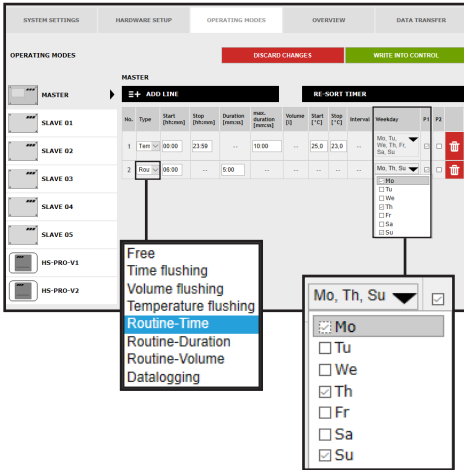 SYSTEM SETTINGS HARDWARE SETUP OPERATING MODES OVERVIEW DATA TRANSFER
OPERATING MODES DISCARD CHANGES WRITE INTO CONTROL
MASTER
ADD LINE RE-SORT TIMER
No. Type Start [hh:mm] Stop [hh:mm] Duration [mm:ss] max. duration [mm:ss] Volume [l] Start [°C] Stop [°C] Interval Weekday P1 P2
1 Tem 00:00 23:59 -- 10:00 -- 25,0 23,0 -- Mo, Tu, We, Th, Fr, Sa, Su
2 Rou 06:00 -- 5:00 -- -- -- -- -- Mo, Th, Su
Mo
Tu
We
Th
Fr
Sa
Su
MASTER
SLAVE 01
SLAVE 02
SLAVE 03
SLAVE 04
SLAVE 05
HS-PRO-V1
HS-PRO-V2
Free
Time flushing
Volume flushing
Temperature flushing
Routine-Time
Routine-Duration
Routine-Volume
Datalogging
Mo, Th, Su
Mo
Tu
We
Th
Fr
Sa
Su